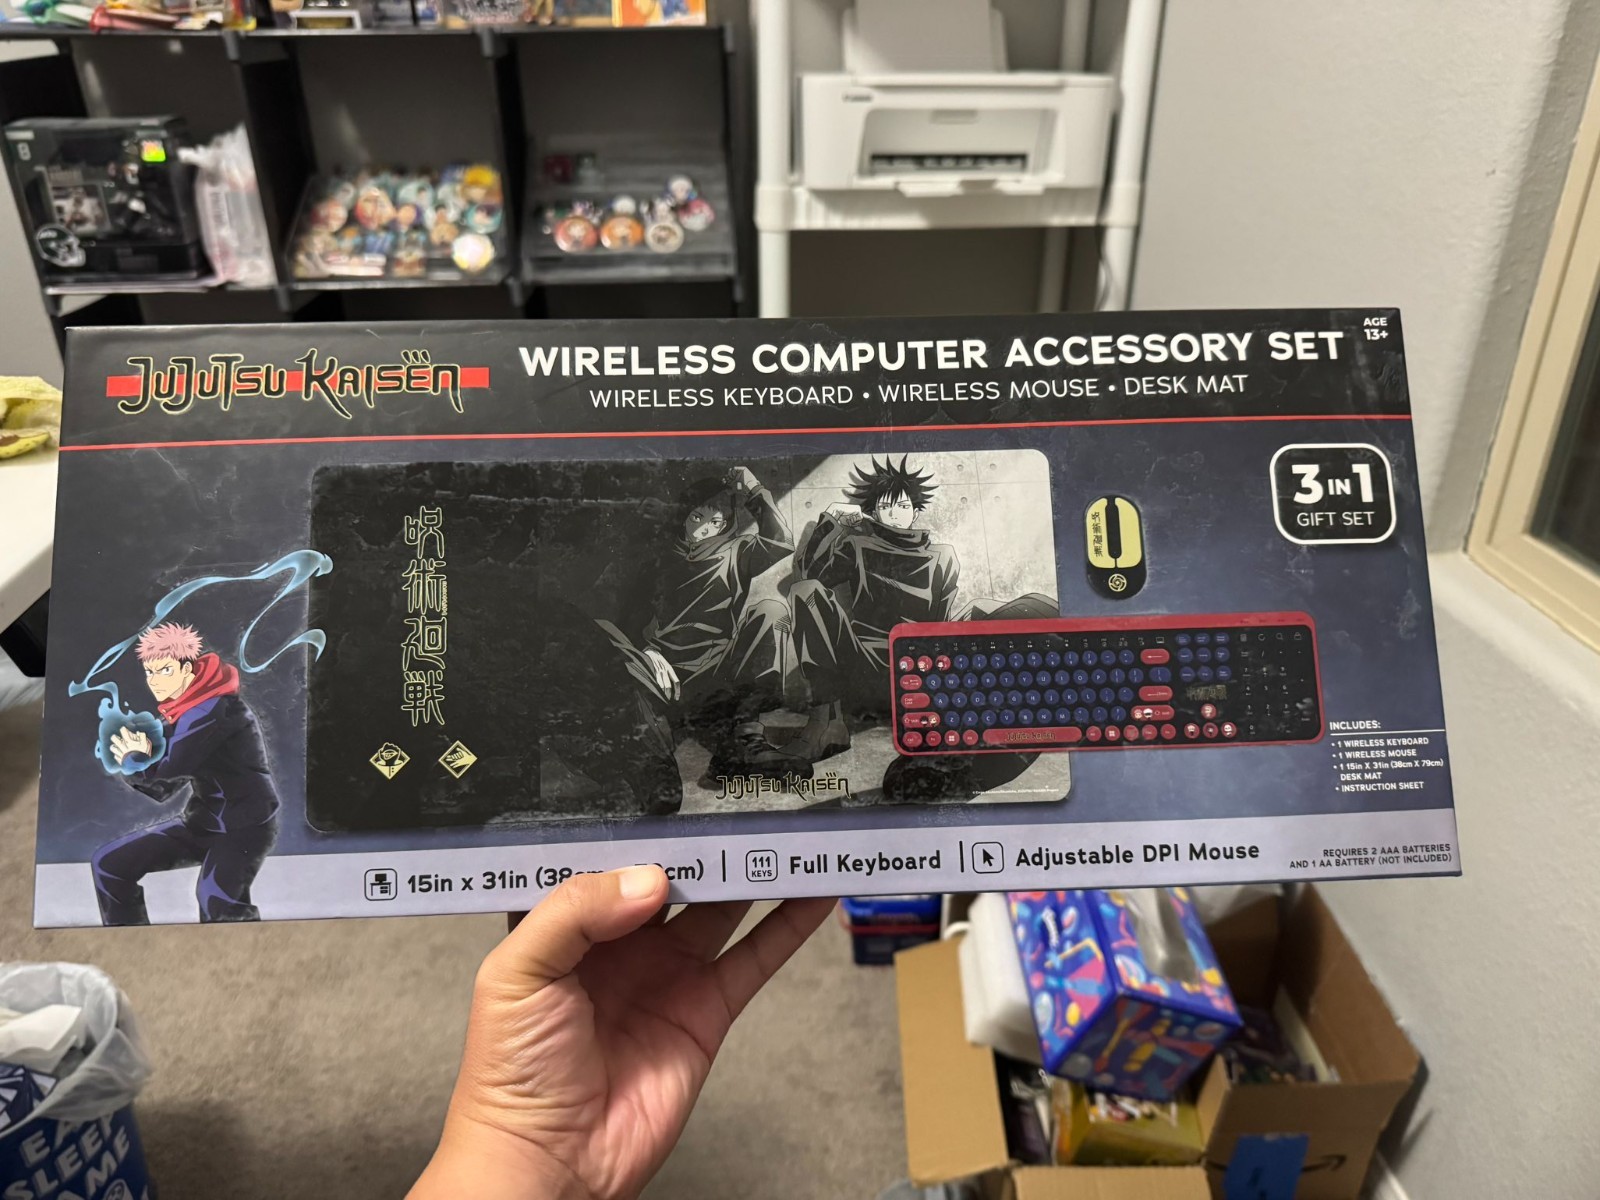 JUJUTSU KAISEN
WIRELESS COMPUTER ACCESSORY SET
WIRELESS KEYBOARD • WIRELESS MOUSE • DESK MAT
AGE
13+
3 IN 1
GIFT SET
呪術廻戦
JUJUTSU KAISEN
INCLUDES:
• 1 WIRELESS KEYBOARD
• 1 WIRELESS MOUSE
• 1 15in X 31in (38cm X 79cm)
DESK MAT
• INSTRUCTION SHEET
15in x 31in (38cm cm)
111
KEYS
Full Keyboard
Adjustable DPI Mouse
REQUIRES 2 AAA BATTERIES
AND 1 AA BATTERY (NOT INCLUDED)
SLEEP